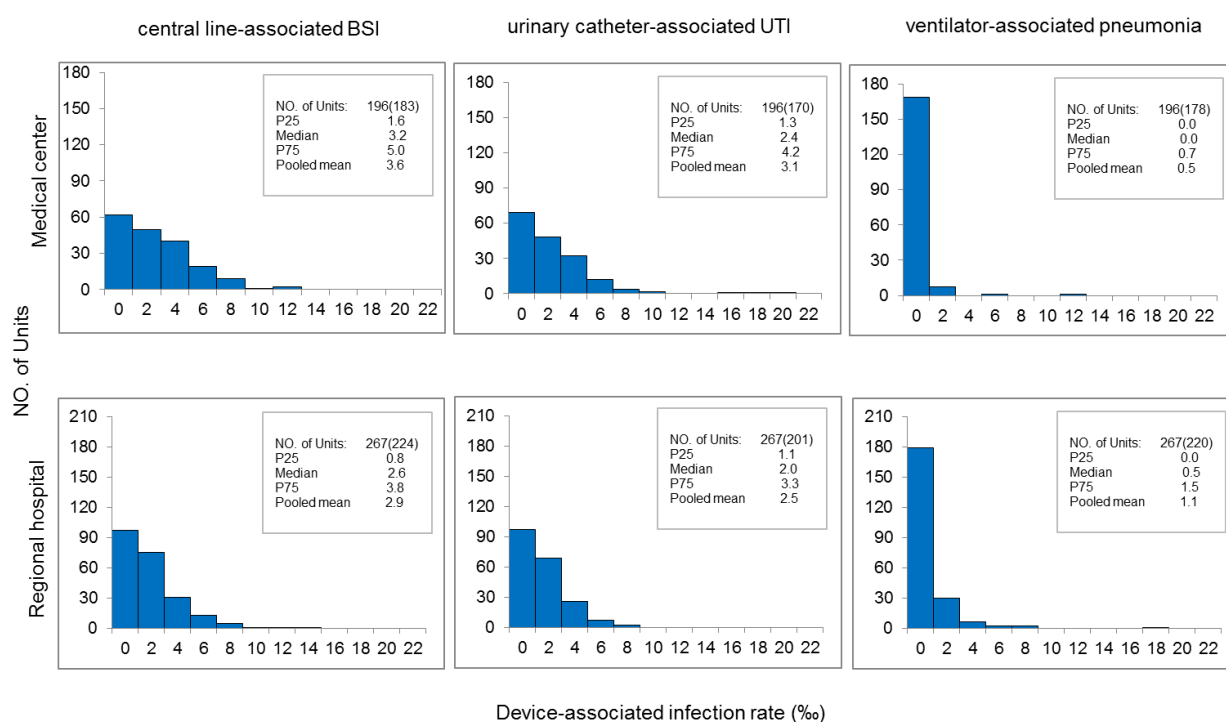 central line-associated BSI
urinary catheter-associated UTI
ventilator-associated pneumonia
NO. of Units
Medical center
180
150
120
90
60
30
0
NO. of Units: 196(183)
P25 1.6
Median 3.2
P75 5.0
Pooled mean 3.6
0 2 4 6 8 10 12 14 16 18 20 22
180
150
120
90
60
30
0
NO. of Units: 196(170)
P25 1.3
Median 2.4
P75 4.2
Pooled mean 3.1
0 2 4 6 8 10 12 14 16 18 20 22
180
150
120
90
60
30
0
NO. of Units: 196(178)
P25 0.0
Median 0.0
P75 0.7
Pooled mean 0.5
0 2 4 6 8 10 12 14 16 18 20 22
Regional hospital
210
180
150
120
90
60
30
0
NO. of Units: 267(224)
P25 0.8
Median 2.6
P75 3.8
Pooled mean 2.9
0 2 4 6 8 10 12 14 16 18 20 22
210
180
150
120
90
60
30
0
NO. of Units: 267(201)
P25 1.1
Median 2.0
P75 3.3
Pooled mean 2.5
0 2 4 6 8 10 12 14 16 18 20 22
210
180
150
120
90
60
30
0
NO. of Units: 267(220)
P25 0.0
Median 0.5
P75 1.5
Pooled mean 1.1
0 2 4 6 8 10 12 14 16 18 20 22
Device-associated infection rate (‰)